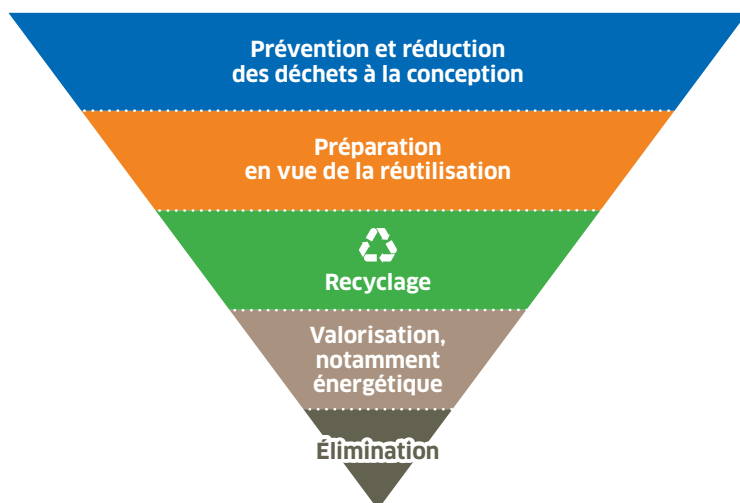 Prévention et réduction
des déchets à la conception
Préparation
en vue de la réutilisation
Recyclage
Valorisation,
notamment
énergétique
Élimination